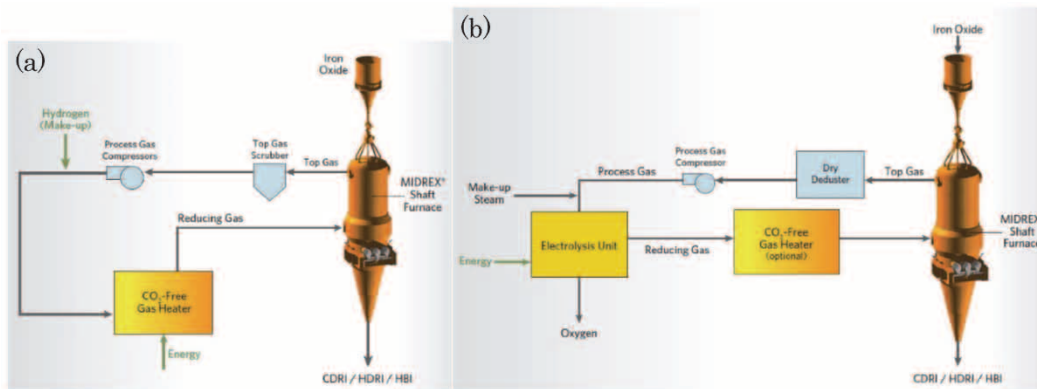 (a)
Iron
Oxide
Hydrogen
(Make-up)
Process Gas
Compressors
Top Gas
Scrubber
Top Gas
MIDREX®
Shaft
Furnace
Reducing Gas
CO₂-Free
Gas Heater
Energy
CDRI / HDRI / HBI
(b)
Iron Oxide
Process Gas
Compressor
Process Gas
Dry
Deduster
Top Gas
Make-up
Steam
MIDREX
Shaft
Furnace
Electrolysis Unit
Reducing Gas
CO₂-Free
Gas Heater
(optional)
Energy
Oxygen
CDRI / HDRI / HBI